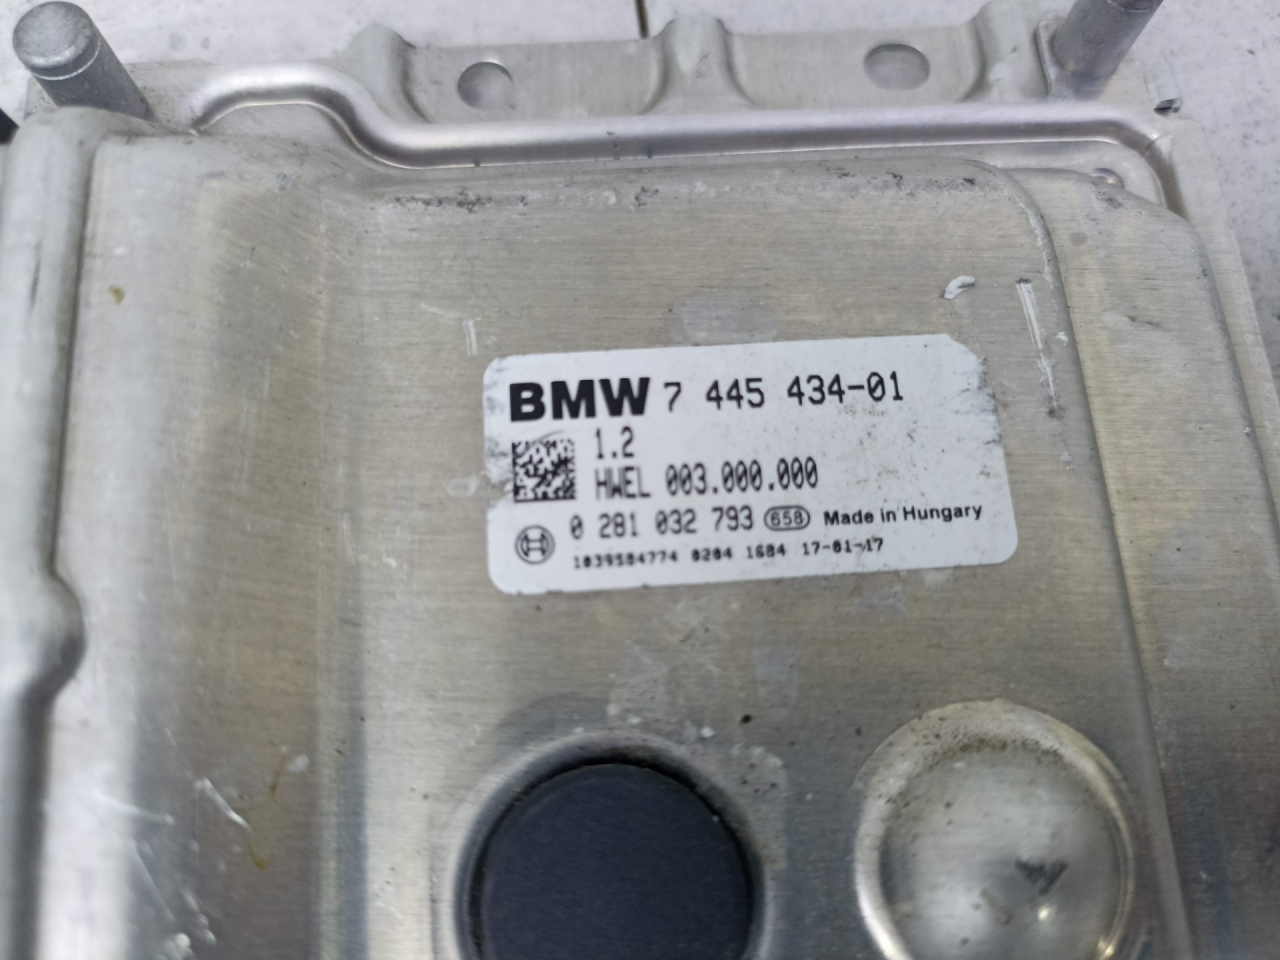 BMW 7 445 434-01
1.2
HWEL 003.000.000
0 281 032 793 658 Made in Hungary
1039S84774 0204 1684 17-01-17